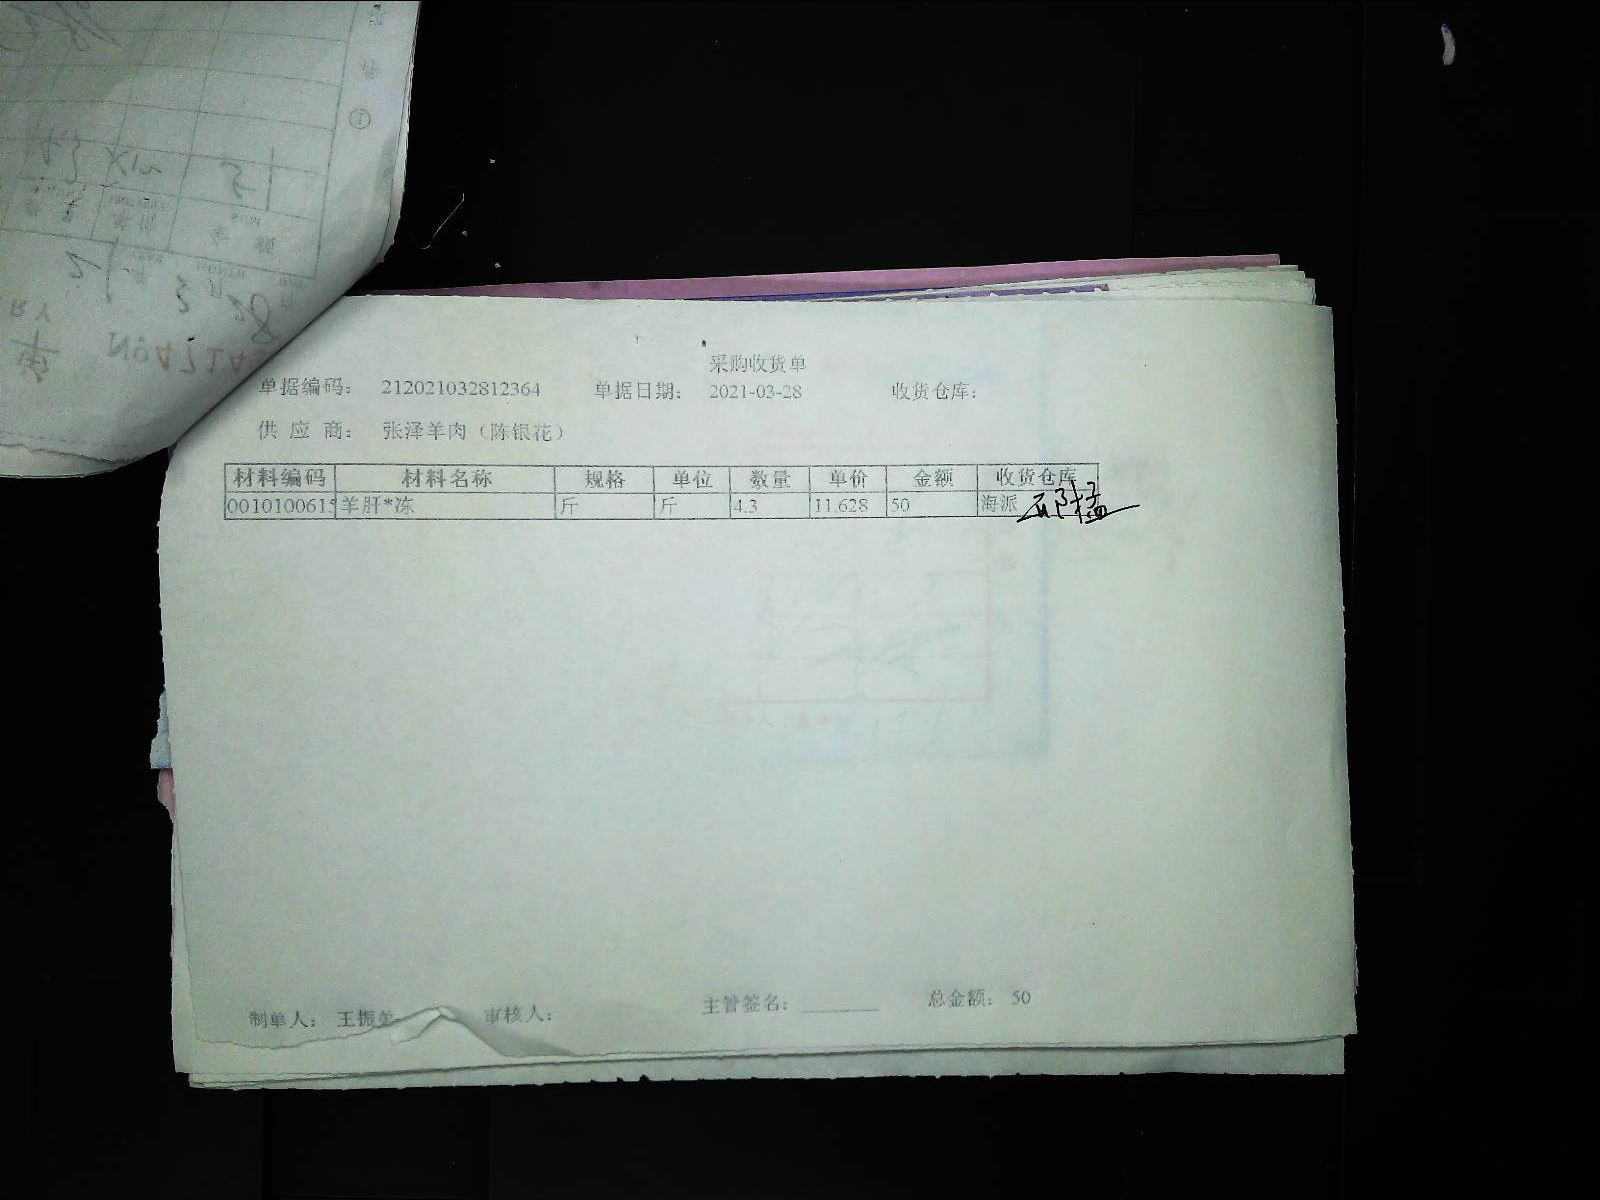 采购收货单
单据编码： 212021032812364 单据日期： 2021-03-28 收货仓库：
供 应 商： 张泽羊肉（陈银花）
材料编码 材料名称 规格 单位 数量 单价 金额 收货仓库
0010100615 羊肝*冻 斤 斤 4.3 11.628 50 海派
制单人： 王振 审核人： 主管签名： 总金额： 50